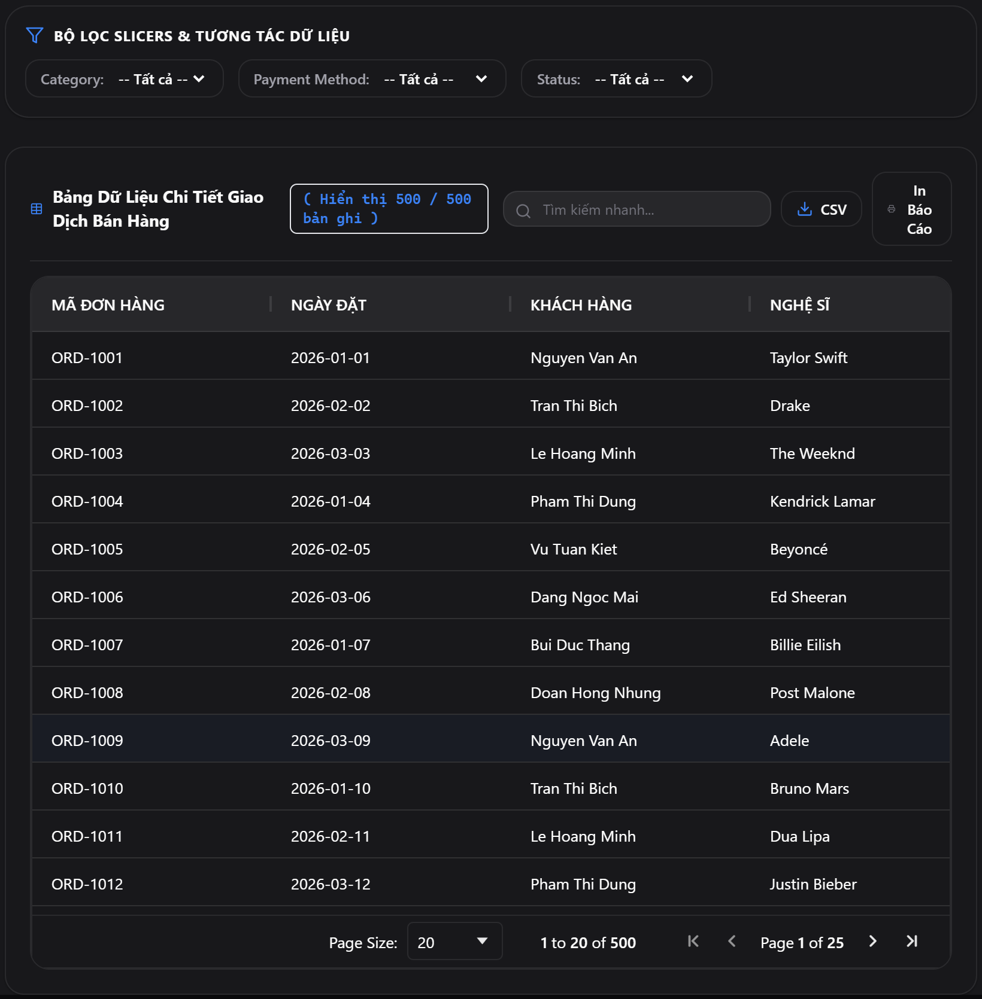 BỘ LỌC SLICERS & TƯƠNG TÁC DỮ LIỆU
Category: -- Tất cả -- Payment Method: -- Tất cả -- Status: -- Tất cả --
Bảng Dữ Liệu Chi Tiết Giao
Dịch Bán Hàng
( Hiển thị 500 / 500
bản ghi )
Tìm kiếm nhanh...
CSV
In
Báo
Cáo
MÃ ĐƠN HÀNG NGÀY ĐẶT KHÁCH HÀNG NGHỆ SĨ
ORD-1001 2026-01-01 Nguyen Van An Taylor Swift
ORD-1002 2026-02-02 Tran Thi Bich Drake
ORD-1003 2026-03-03 Le Hoang Minh The Weeknd
ORD-1004 2026-01-04 Pham Thi Dung Kendrick Lamar
ORD-1005 2026-02-05 Vu Tuan Kiet Beyoncé
ORD-1006 2026-03-06 Dang Ngoc Mai Ed Sheeran
ORD-1007 2026-01-07 Bui Duc Thang Billie Eilish
ORD-1008 2026-02-08 Doan Hong Nhung Post Malone
ORD-1009 2026-03-09 Nguyen Van An Adele
ORD-1010 2026-01-10 Tran Thi Bich Bruno Mars
ORD-1011 2026-02-11 Le Hoang Minh Dua Lipa
ORD-1012 2026-03-12 Pham Thi Dung Justin Bieber
Page Size: 20 1 to 20 of 500 Page 1 of 25